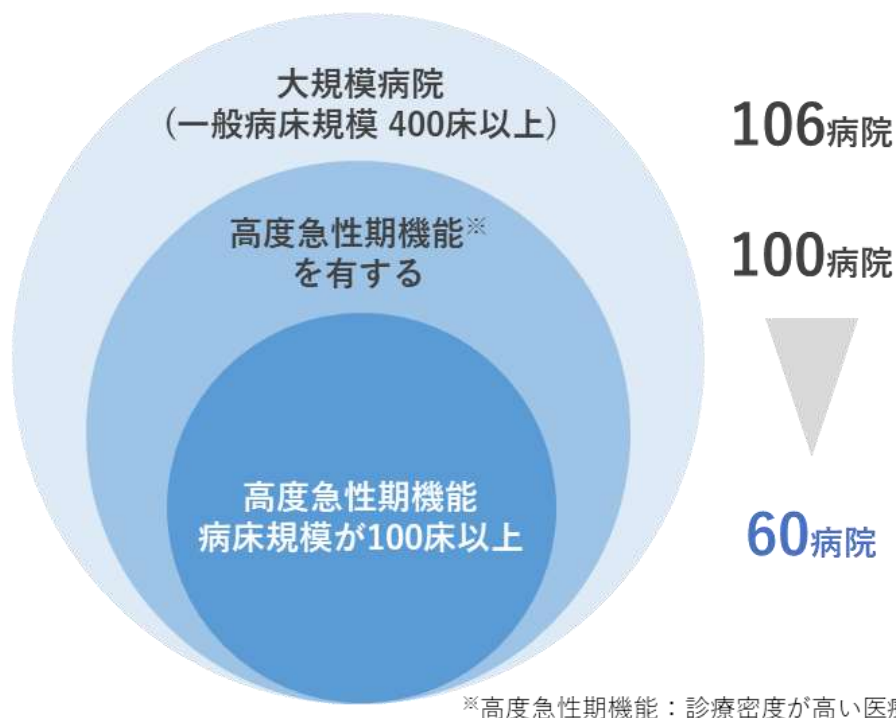 大規模病院
(一般病床規模 400床以上)
106病院
高度急性期機能※
を有する
100病院
高度急性期機能
病床規模が100床以上
60病院
※高度急性期機能：診療密度が高い医